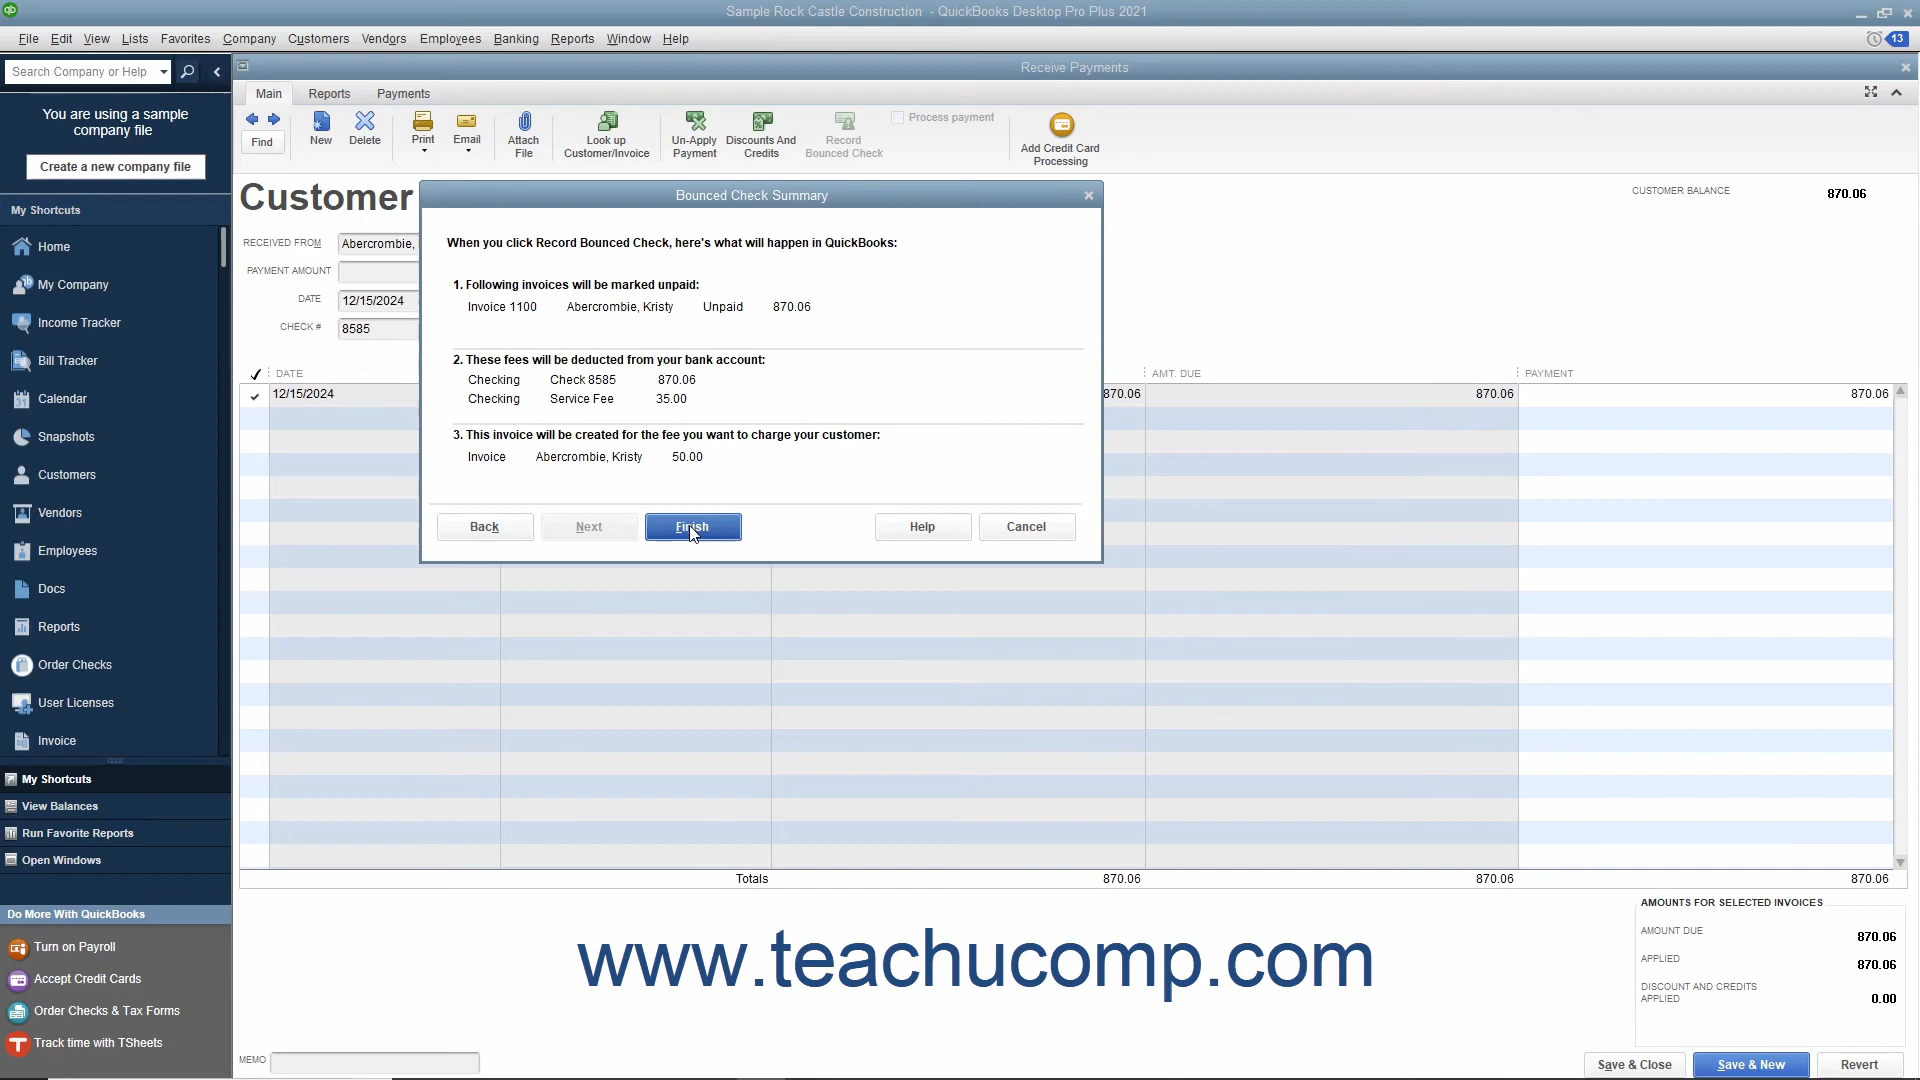 Sample Rock Castle Construction - QuickBooks Desktop Pro Plus 2021
File Edit View Lists Favorites Company Customers Vendors Employees Banking Reports Window Help
13
Search Company or Help
Receive Payments
You are using a sample
company file
Create a new company file
My Shortcuts
Home
My Company
Income Tracker
Bill Tracker
Calendar
Snapshots
Customers
Vendors
Employees
Docs
Reports
Order Checks
User Licenses
Invoice
My Shortcuts
View Balances
Run Favorite Reports
Open Windows
Do More With QuickBooks
Turn on Payroll
Accept Credit Cards
Order Checks & Tax Forms
Track time with TSheets
Main Reports Payments
Find
New
Delete
Print
Email
Attach
File
Look up
Customer/Invoice
Un-Apply
Payment
Discounts And
Credits
Record
Bounced Check
Process payment
Add Credit Card
Processing
Customer
CUSTOMER BALANCE 870.06
RECEIVED FROM Abercrombie,
PAYMENT AMOUNT
DATE 12/15/2024
CHECK # 8585
Bounced Check Summary
When you click Record Bounced Check, here's what will happen in QuickBooks:
1. Following invoices will be marked unpaid:
Invoice 1100 Abercrombie, Kristy Unpaid 870.06
2. These fees will be deducted from your bank account:
Checking Check 8585 870.06
Checking Service Fee 35.00
3. This invoice will be created for the fee you want to charge your customer:
Invoice Abercrombie, Kristy 50.00
Back Next Finish Help Cancel
DATE AMT. DUE PAYMENT
12/15/2024 870.06 870.06 870.06
Totals 870.06 870.06 870.06
AMOUNTS FOR SELECTED INVOICES
AMOUNT DUE 870.06
APPLIED 870.06
DISCOUNT AND CREDITS
APPLIED 0.00
www.teachucomp.com
MEMO
Save & Close Save & New Revert